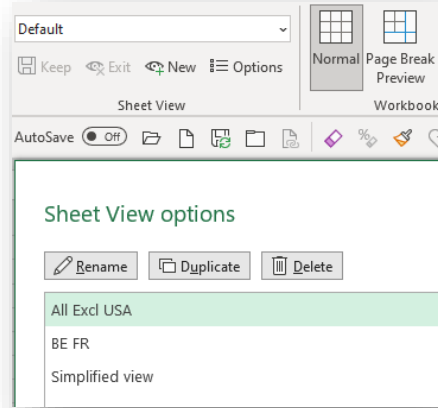 Default
Keep Exit New Options
Sheet View
Normal Page Break
Preview
Workbook
AutoSave Off
Sheet View options
Rename Duplicate Delete
All Excl USA
BE FR
Simplified view